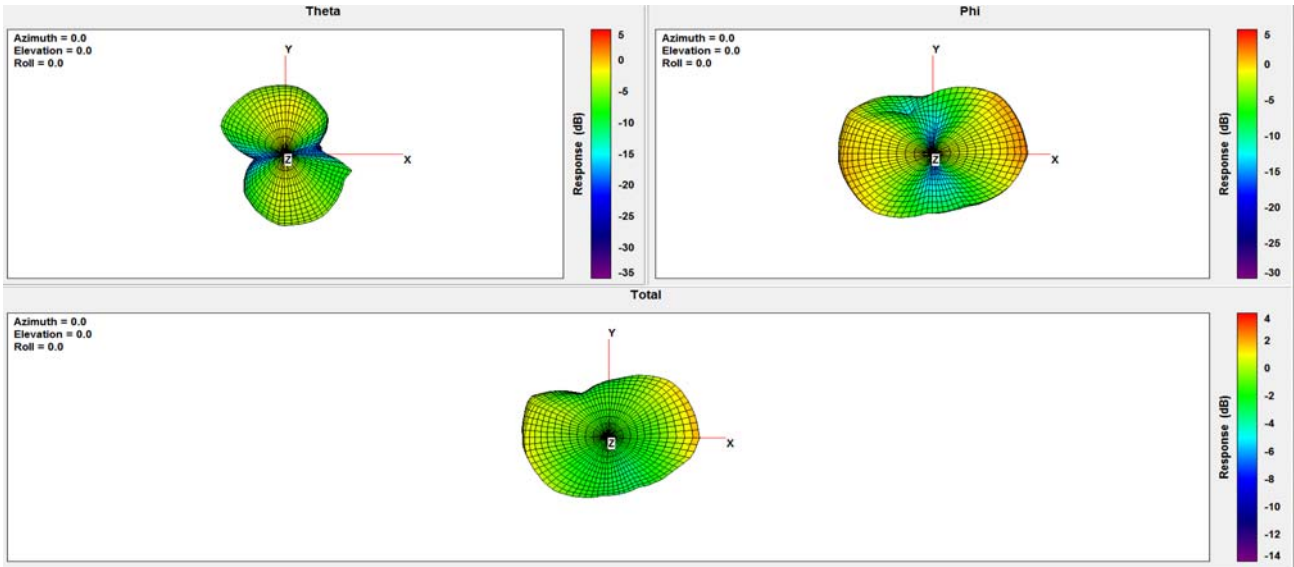 Theta
Azimuth = 0.0
Elevation = 0.0
Roll = 0.0
Y
X
Z
5
0
-5
-10
-15
-20
-25
-30
-35
Response (dB)
Phi
Azimuth = 0.0
Elevation = 0.0
Roll = 0.0
Y
X
Z
5
0
-5
-10
-15
-20
-25
-30
Response (dB)
Total
Azimuth = 0.0
Elevation = 0.0
Roll = 0.0
Y
X
Z
4
2
0
-2
-4
-6
-8
-10
-12
-14
Response (dB)